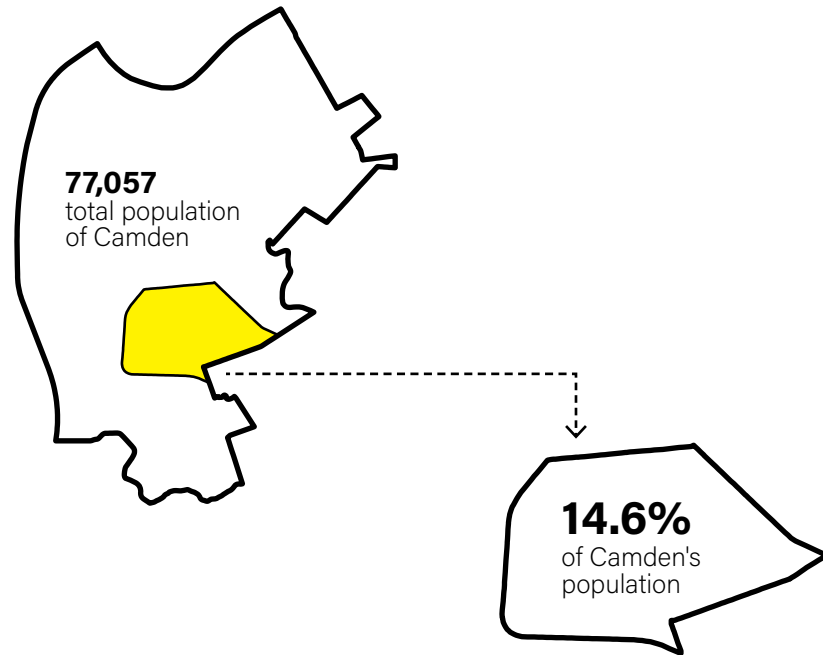 77,057
total population
of Camden
14.6%
of Camden's
population